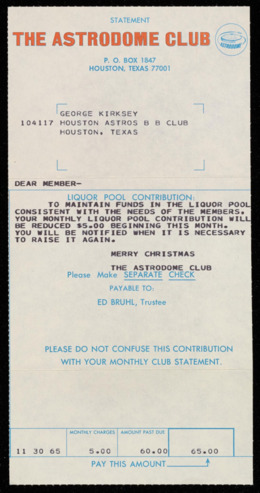 STATEMENT
THE ASTRODOME CLUB
ASTRODOME
P. O. BOX 1847
HOUSTON, TEXAS 77001
GEORGE KIRKSEY
104117 HOUSTON ASTROS B B CLUB
HOUSTON, TEXAS
DEAR MEMBER-
LIQUOR POOL CONTRIBUTION:
TO MAINTAIN FUNDS IN THE LIQUOR POOL
CONSISTENT WITH THE NEEDS OF THE MEMBERS,
YOUR MONTHLY LIQUOR POOL CONTRIBUTION WILL
BE REDUCED $5.00 BEGINNING THIS MONTH.
YOU WILL BE NOTIFIED WHEN IT IS NECESSARY
TO RAISE IT AGAIN.
MERRY CHRISTMAS
THE ASTRODOME CLUB
Please Make SEPARATE CHECK
PAYABLE TO:
ED BRUHL, Trustee
PLEASE DO NOT CONFUSE THIS CONTRIBUTION
WITH YOUR MONTHLY CLUB STATEMENT.
MONTHLY CHARGES AMOUNT PAST DUE
11 30 65 5.00 60.00 65.00
PAY THIS AMOUNT